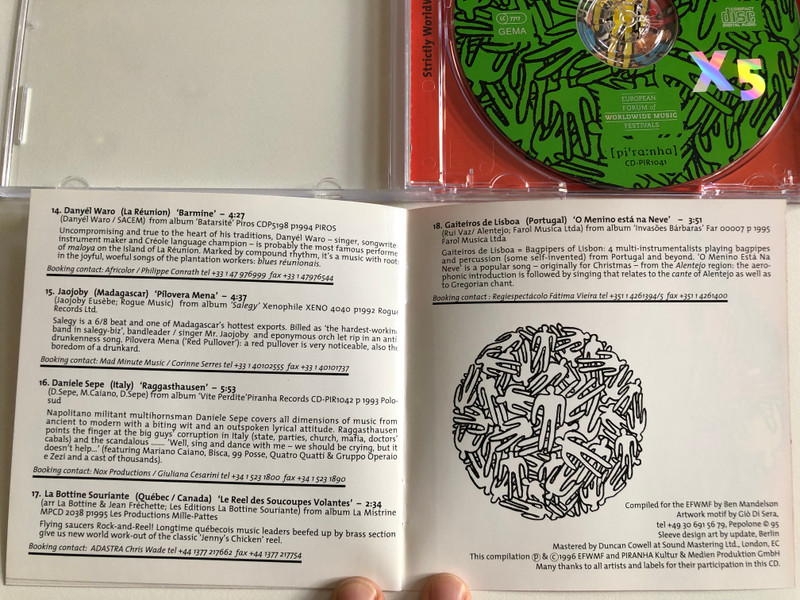 Strictly WorldW
GEMA
COMPACT
disc
DIGITAL AUDIO
X5
EUROPEAN
FORUM of
WORLDWIDE MUSIC
FESTIVALS
[pi'ra:nha]
CD-PIR1041
14. Danyél Waro (La Réunion) 'Barmine' – 4:27
(Danyél Waro / SACEM) from album 'Batarsité' Piros CDP5198 p1994 PIROS
Uncompromising and true to the heart of his traditions, Danyél Waro – singer, songwrite
instrument maker and Créole language champion – is probably the most famous performe
of maloya on the island of La Réunion. Marked by compound rhythm, it's a music with root
in the joyful, woeful songs of the plantation workers: blues réunionais.
Booking contact: Africolor / Philippe Conrath tel +33 1 47 976999 fax +33 1 47976544
15. Jaojoby (Madagascar) 'Pilovera Mena' – 4:37
(Jaojoby Eusèbe; Rogue Music) from album 'Salegy' Xenophile XENO 4040 p1992 Rogue
Records Ltd.
Salegy is a 6/8 beat and one of Madagascar's hottest exports. Billed as 'the hardest-workin
band in salegy-biz', bandleader / singer Mr. Jaojoby and eponymous orch let rip in an anti
drunkenness song. Pilovera Mena ('Red Pullover'): a red pullover is very noticeable, also the
boredom of a drunkard.
Booking contact: Mad Minute Music / Corinne Serres tel +33 1 40102555 fax +33 1 40101737
16. Daniele Sepe (Italy) 'Raggasthausen' – 5:53
(D.Sepe, M.Caiano, D.Sepe) from album 'Vite Perdite'Piranha Records CD-PIR1042 p 1993 Polo-
sud
Napolitano militant multihornsman Daniele Sepe covers all dimensions of music from
ancient to modern with a biting wit and an outspoken lyrical attitude. Raggasthausen
points the finger at the big guys' corruption in Italy (state, parties, church, mafia, doctors'
cabals) and the scandalous ___ 'Well, sing and dance with me – we should be crying, but it
doesn't help...' (featuring Mariano Caiano, Bisca, 99 Posse, Quatro Quatti & Gruppo Operaio
e Zezi and a cast of thousands).
Booking contact: Nox Productions / Giuliana Cesarini tel +34 1 523 1800 fax +34 1 523 1890
17. La Bottine Souriante (Québec / Canada) 'Le Reel des Soucoupes Volantes' – 2:34
(arr La Bottine & Jean Fréchette; Les Editions La Bottine Souriante) from album La Mistrine
MPCD 2038 p1995 Les Productions Mille-Pattes
Flying saucers Rock-and-Reel! Longtime québecois music leaders beefed up by brass section
give us new world work-out of the classic 'Jenny's Chicken' reel.
Booking contact: ADASTRA Chris Wade tel +44 1377 217662 fax +44 1377 217754
18. Gaiteiros de Lisboa (Portugal) 'O Menino está na Neve' – 3:51
(Rui Vaz/ Alentejo; Farol Musica Ltda) from album 'Invasões Bárbaras' Far 00007 p 1995
Farol Musica Ltda
Gaiteiros de Lisboa = Bagpipers of Lisbon: 4 multi-instrumentalists playing bagpipes
and percussion (some self-invented) from Portugal and beyond. 'O Menino Está Na
Neve' is a popular song – originally for Christmas – from the Alentejo region: the aero-
phonic introduction is followed by singing that relates to the cante of Alentejo as well as
to Gregorian chant.
Booking contact : Regiespectáculo Fátima Vieira tel +351 1 4261394/5 fax +351 1 4261400
Compiled for the EFWMF by Ben Mandelson
Artwork motif by Giò Di Sera,
tel +49 30 691 56 79, Pepolone © 95
Sleeve design art by update, Berlin
Mastered by Duncan Cowell at Sound Mastering Ltd., London, EC
This compilation ℗ & ©1996 EFWMF and PIRANHA Kultur & Medien Produktion GmbH
Many thanks to all artists and labels for their participation in this CD.